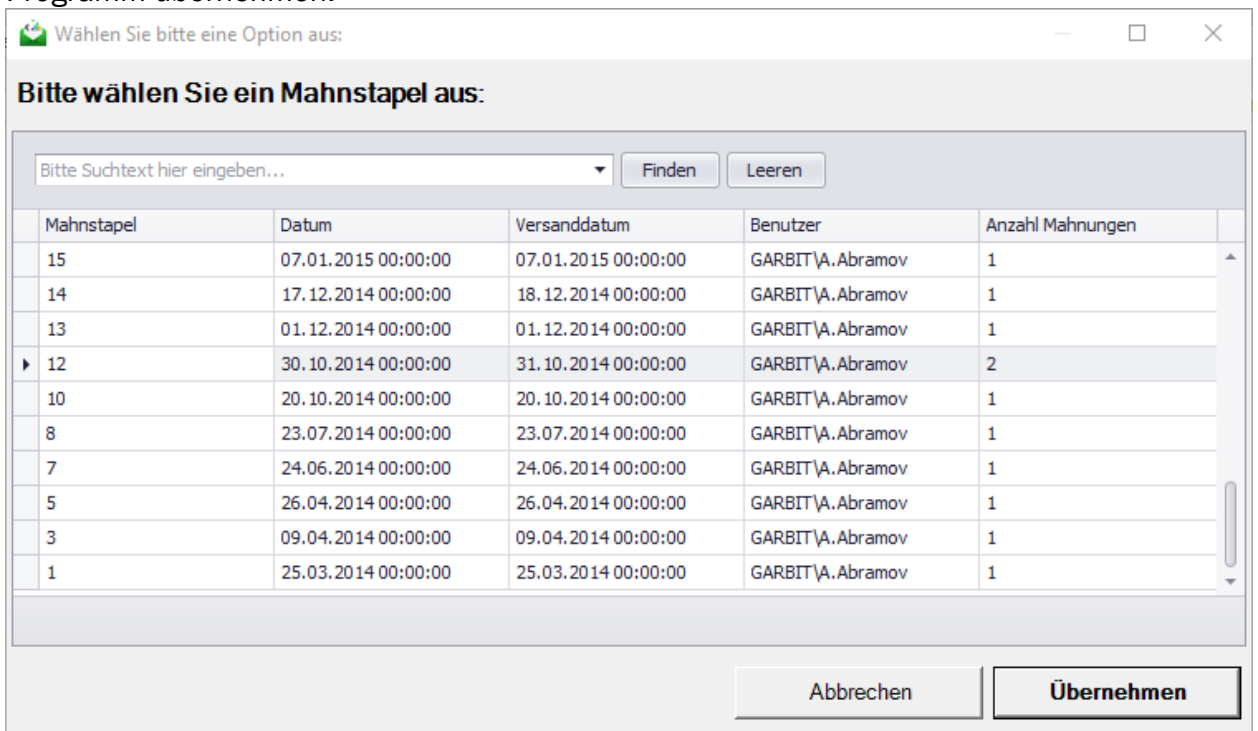 Programm übernehmen.
Wählen Sie bitte eine Option aus:
Bitte wählen Sie ein Mahnstapel aus:
Bitte Suchtext hier eingeben... Finden Leeren
Mahnstapel Datum Versanddatum Benutzer Anzahl Mahnungen
15 07.01.2015 00:00:00 07.01.2015 00:00:00 GARBIT\A.Abramov 1
14 17.12.2014 00:00:00 18.12.2014 00:00:00 GARBIT\A.Abramov 1
13 01.12.2014 00:00:00 01.12.2014 00:00:00 GARBIT\A.Abramov 1
12 30.10.2014 00:00:00 31.10.2014 00:00:00 GARBIT\A.Abramov 2
10 20.10.2014 00:00:00 20.10.2014 00:00:00 GARBIT\A.Abramov 1
8 23.07.2014 00:00:00 23.07.2014 00:00:00 GARBIT\A.Abramov 1
7 24.06.2014 00:00:00 24.06.2014 00:00:00 GARBIT\A.Abramov 1
5 26.04.2014 00:00:00 26.04.2014 00:00:00 GARBIT\A.Abramov 1
3 09.04.2014 00:00:00 09.04.2014 00:00:00 GARBIT\A.Abramov 1
1 25.03.2014 00:00:00 25.03.2014 00:00:00 GARBIT\A.Abramov 1
Abbrechen Übernehmen